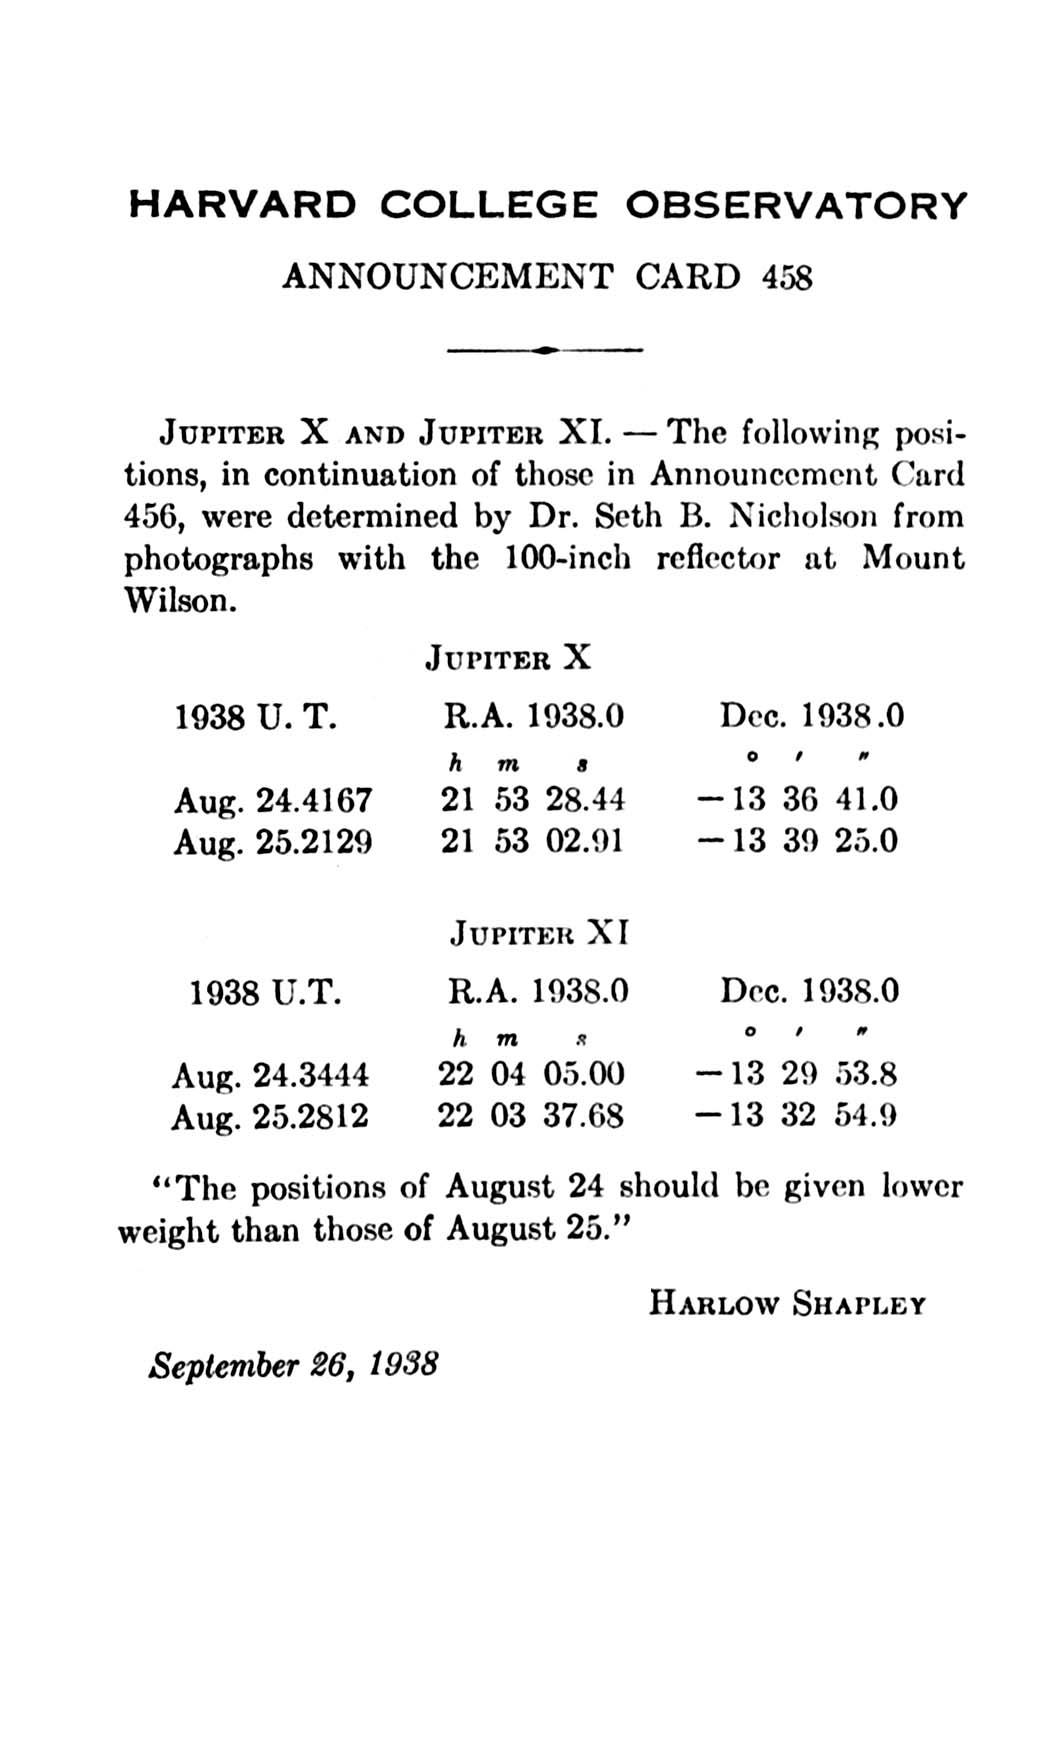 HARVARD COLLEGE OBSERVATORY
ANNOUNCEMENT CARD 458
JUPITER X AND JUPITER XI. — The following posi-
tions, in continuation of those in Announcement Card
456, were determined by Dr. Seth B. Nicholson from
photographs with the 100-inch reflector at Mount
Wilson.
JUPITER X
1938 U. T. R.A. 1938.0 Dec. 1938.0
h m s ° ′ ″
Aug. 24.4167 21 53 28.44 — 13 36 41.0
Aug. 25.2129 21 53 02.91 — 13 39 25.0
JUPITER XI
1938 U.T. R.A. 1938.0 Dec. 1938.0
h m s ° ′ ″
Aug. 24.3444 22 04 05.00 — 13 29 53.8
Aug. 25.2812 22 03 37.68 — 13 32 54.9
“The positions of August 24 should be given lower
weight than those of August 25.”
HARLOW SHAPLEY
September 26, 1938